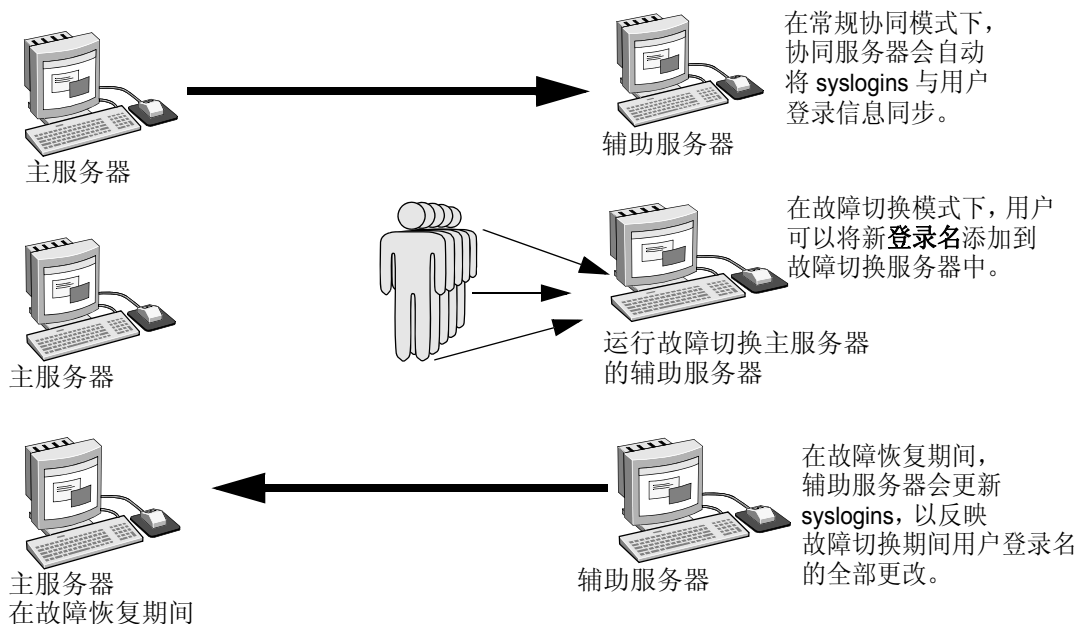 在常规协同模式下，
协同服务器会自动
将 syslogins 与用户
登录信息同步。
主服务器
辅助服务器
在故障切换模式下，用户
可以将新登录名添加到
故障切换服务器中。
主服务器
运行故障切换主服务器
的辅助服务器
在故障恢复期间，
辅助服务器会更新
syslogins，以反映
故障切换期间用户登录名
的全部更改。
主服务器
在故障恢复期间
辅助服务器